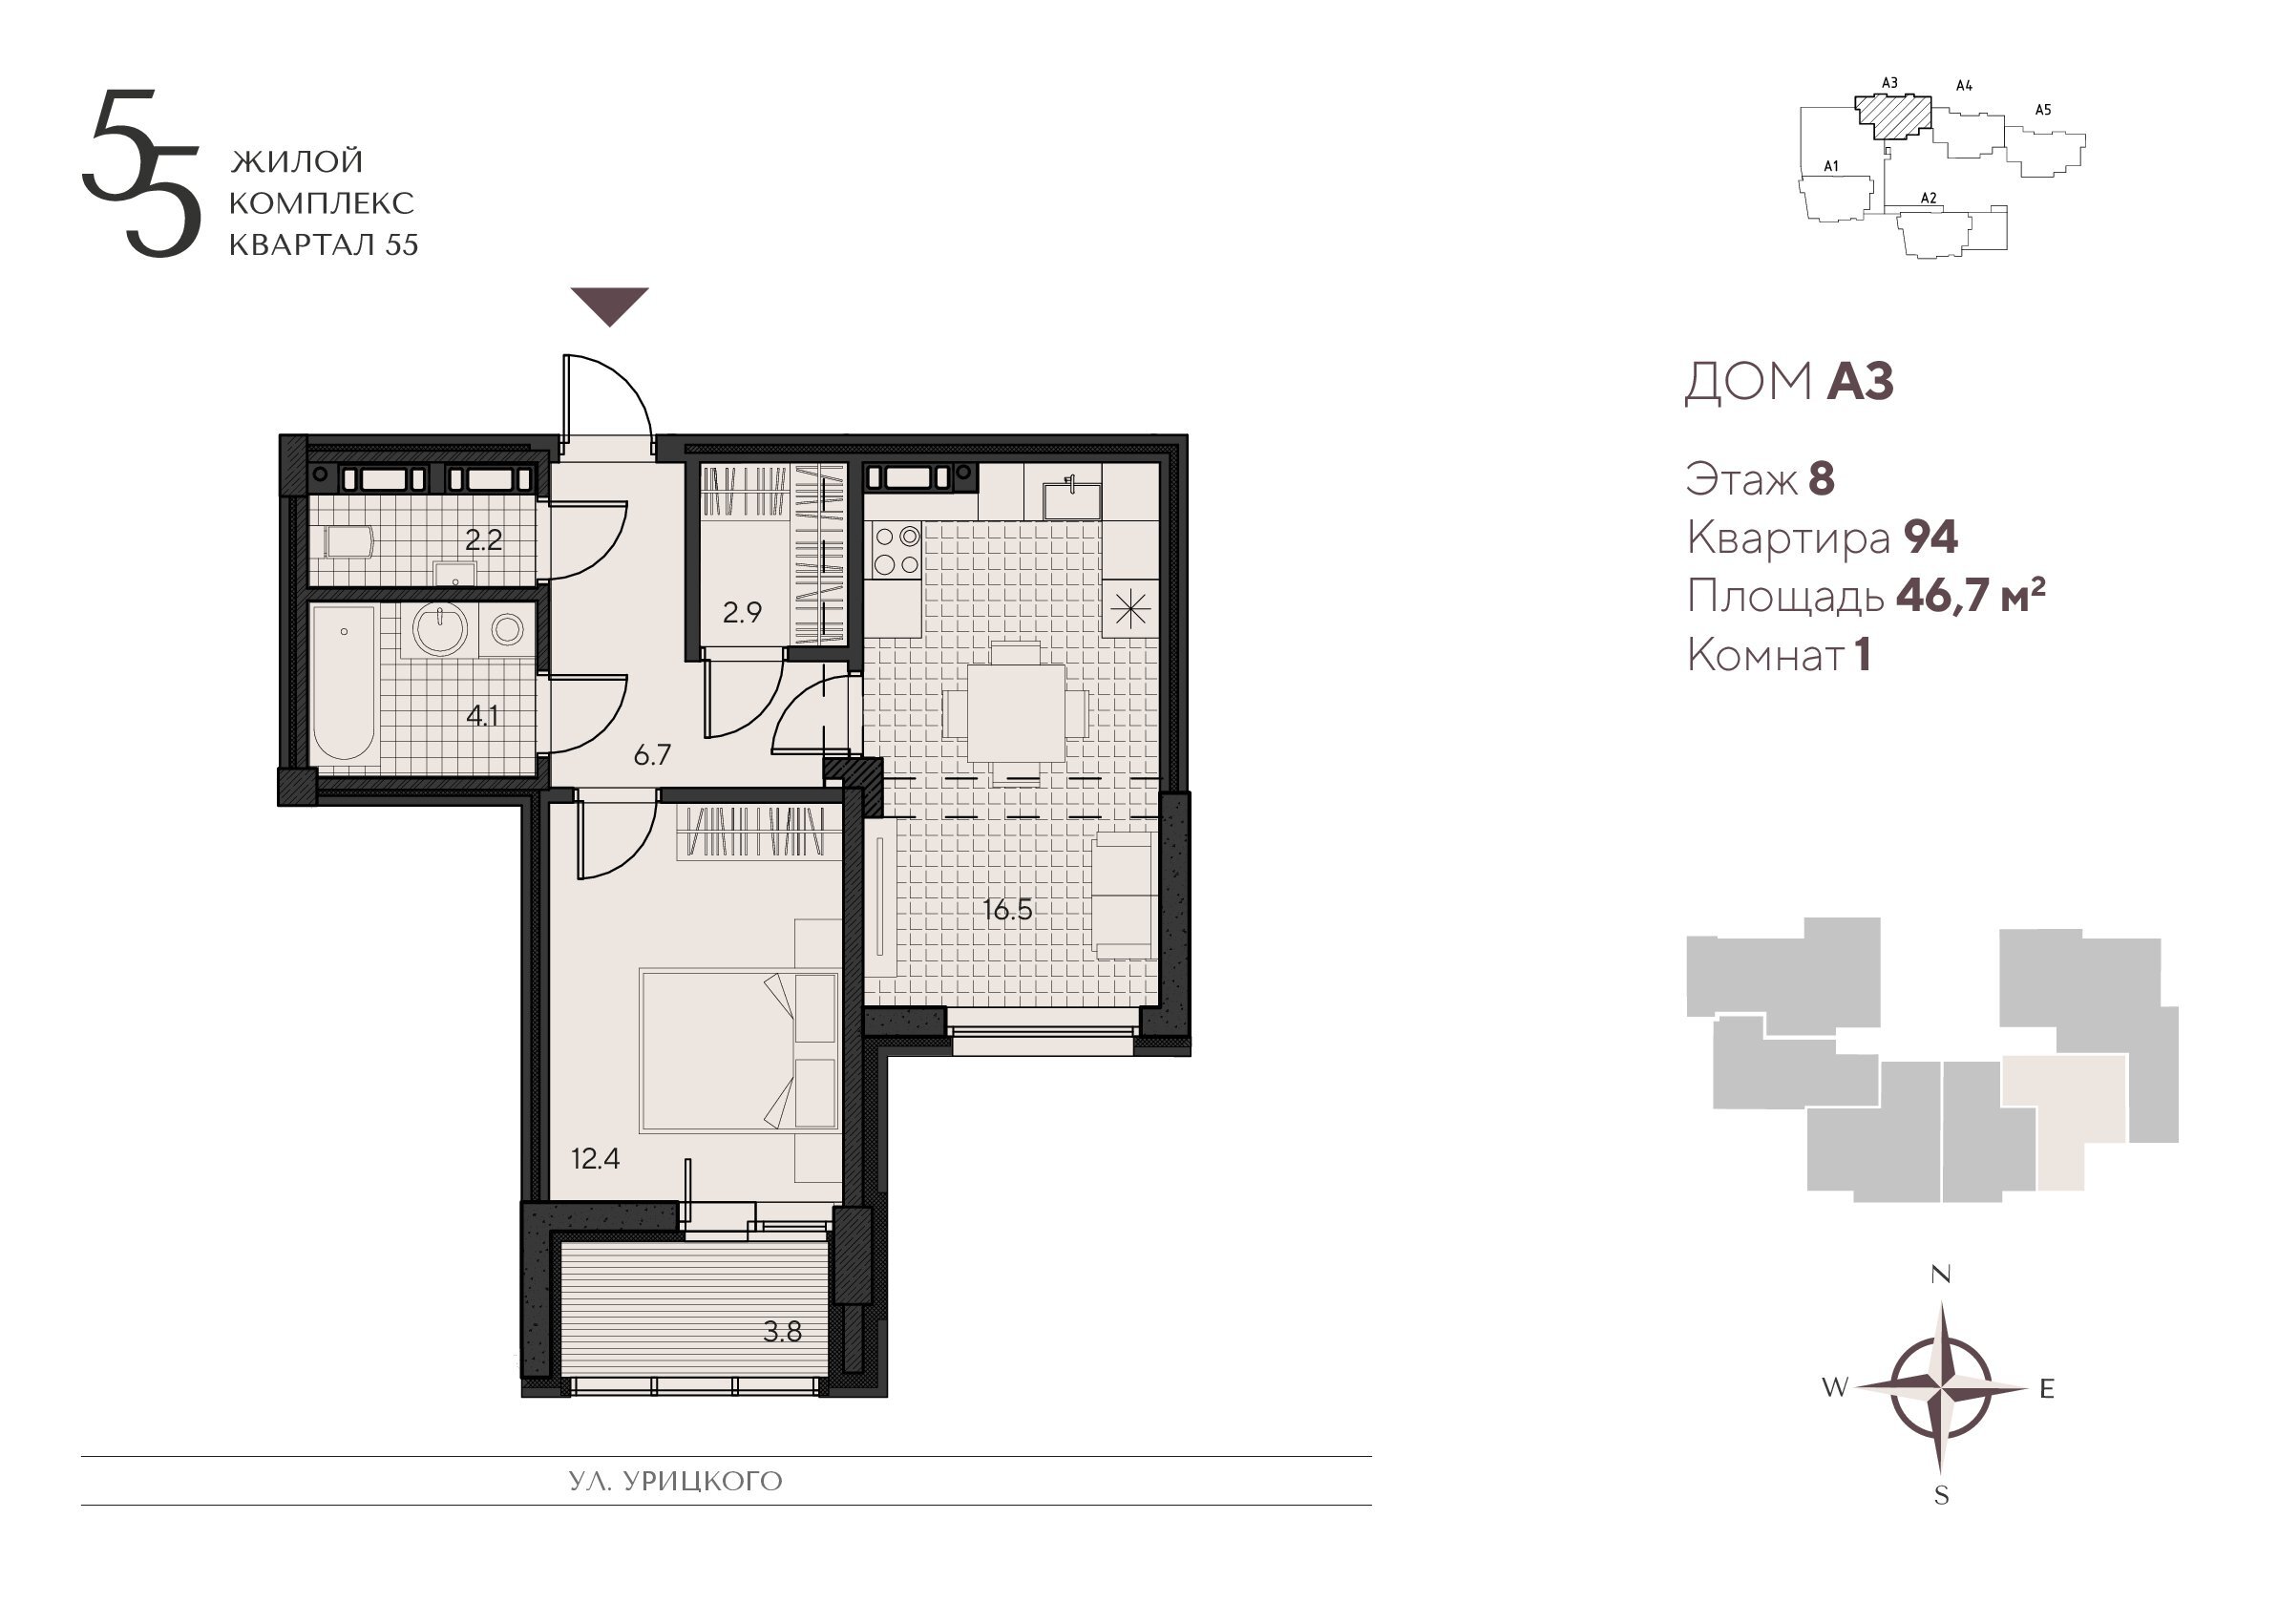 55
ЖИЛОЙ
КОМПЛЕКС
КВАРТАЛ 55
A3
A4
A5
A1
A2
ДОМ А3
Этаж 8
Квартира 94
Площадь 46,7 м²
Комнат 1
2.2
2.9
4.1
6.7
16.5
12.4
3.8
N
W
E
S
УЛ. УРИЦКОГО